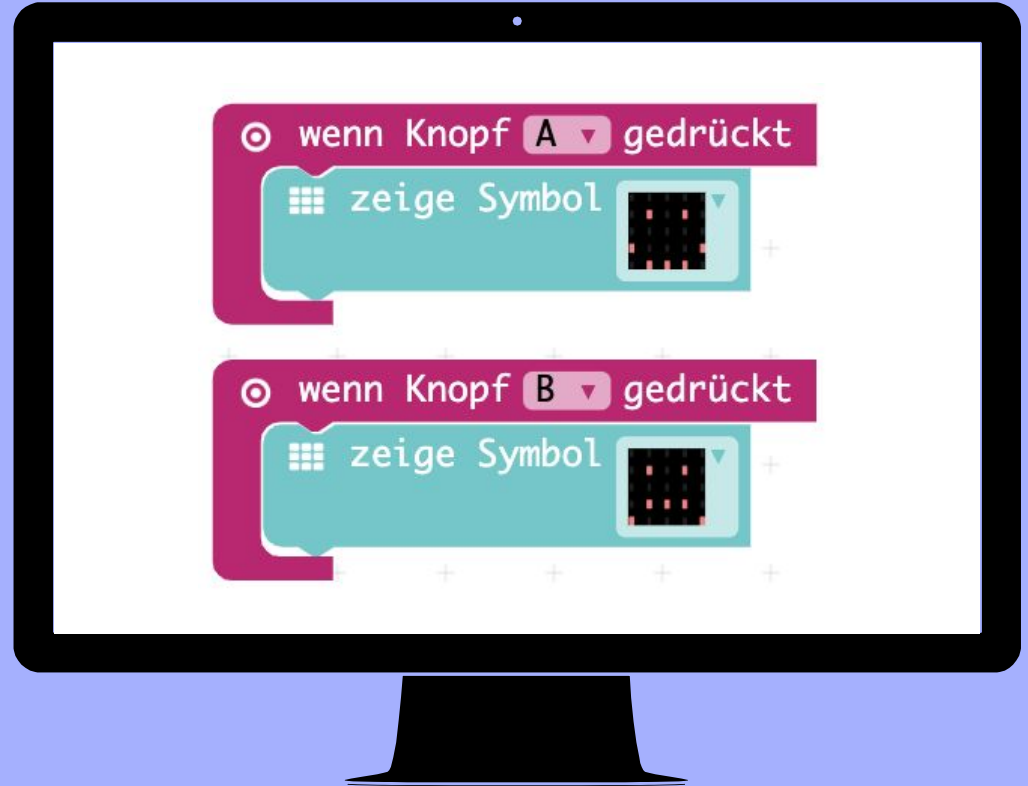 wenn Knopf A gedrückt
zeige Symbol
wenn Knopf B gedrückt
zeige Symbol